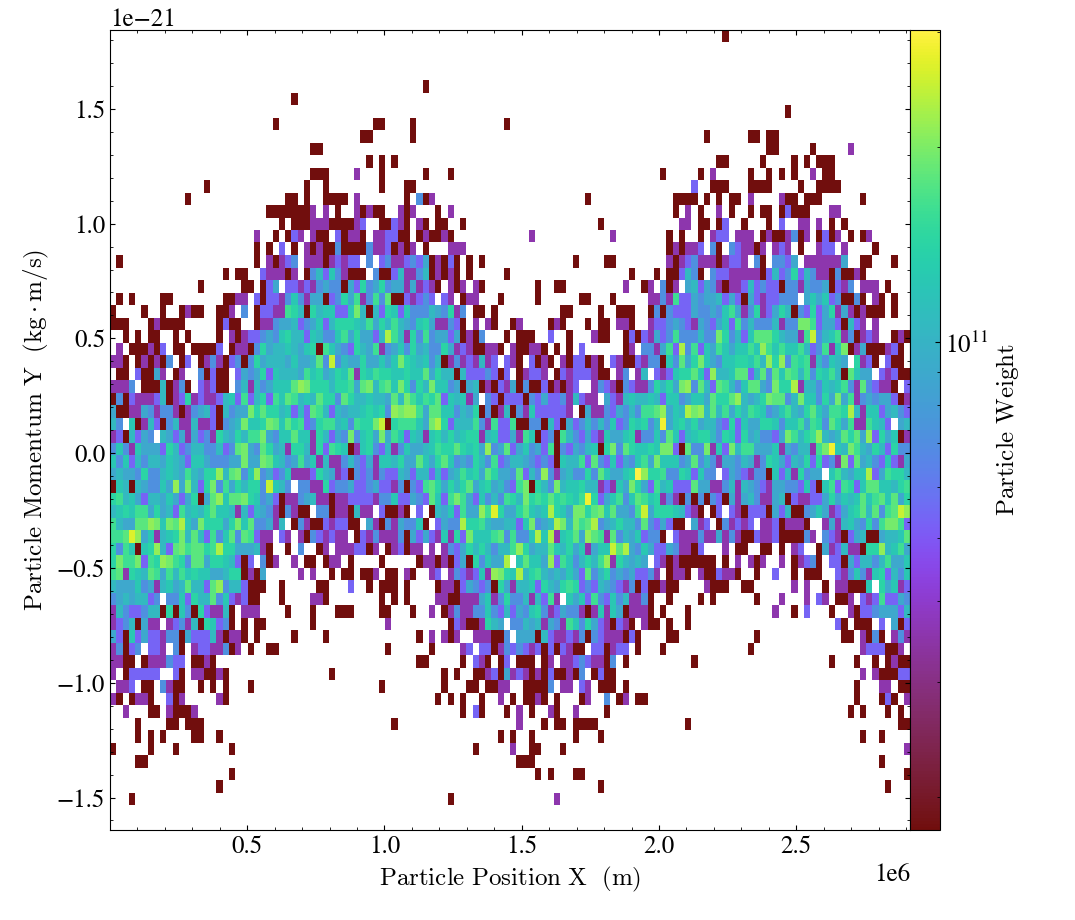 1e−21
1.5
1.0
0.5
0.0
−0.5
−1.0
−1.5
Particle Momentum Y (kg · m/s)
0.5 1.0 1.5 2.0 2.5
1e6
Particle Position X (m)
10¹¹
Particle Weight